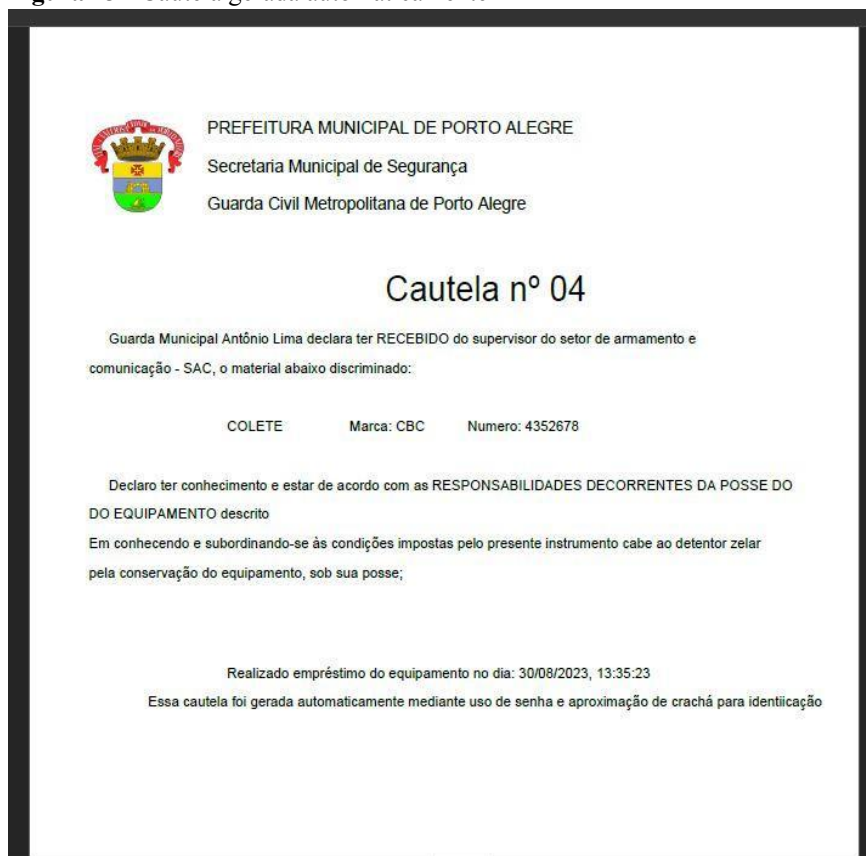 PREFEITURA MUNICIPAL DE PORTO ALEGRE
Secretaria Municipal de Segurança
Guarda Civil Metropolitana de Porto Alegre
Cautela nº 04
Guarda Municipal Antônio Lima declara ter RECEBIDO do supervisor do setor de armamento e
comunicação - SAC, o material abaixo discriminado:
COLETE Marca: CBC Numero: 4352678
Declaro ter conhecimento e estar de acordo com as RESPONSABILIDADES DECORRENTES DA POSSE DO
DO EQUIPAMENTO descrito
Em conhecendo e subordinando-se às condições impostas pelo presente instrumento cabe ao detentor zelar
pela conservação do equipamento, sob sua posse;
Realizado empréstimo do equipamento no dia: 30/08/2023, 13:35:23
Essa cautela foi gerada automaticamente mediante uso de senha e aproximação de crachá para identiicação